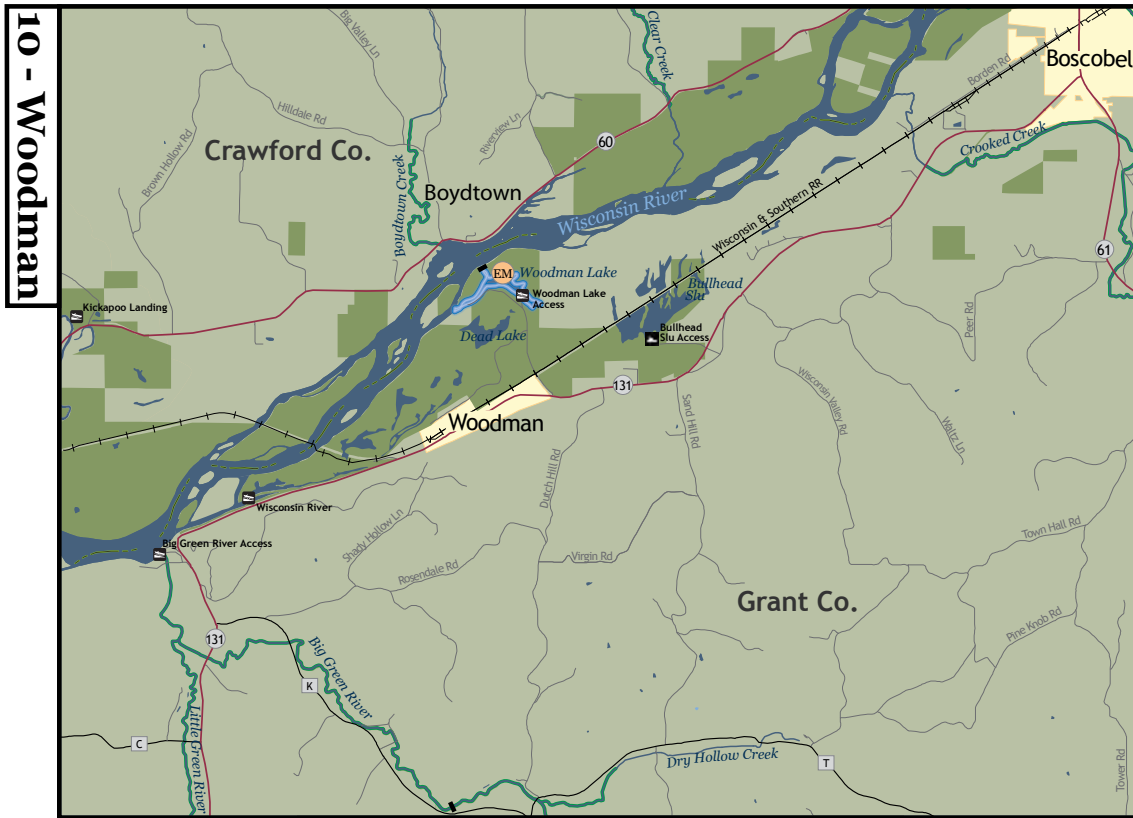 10 - Woodman
Big Valley Ln
Clear Creek
Borden Rd
Boscobel
Hilldale Rd
Riverview Ln
60
Brown Hollow Rd
Crawford Co.
Crooked Creek
Boydtown
Boydtown Creek
Wisconsin River
Wisconsin & Southern RR
61
EM
Woodman Lake
Woodman Lake
Access
Bullhead
Slu
Kickapoo Landing
Dead Lake
Bullhead
Slu Access
Peer Rd
131
Woodman
Sand Hill Rd
Wisconsin Valley Rd
Waltz Ln
Dutch Hill Rd
Wisconsin River
Shady Hollow Ln
Town Hall Rd
Big Green River Access
Rosendale Rd
Virgin Rd
Grant Co.
Pine Knob Rd
131
Big Green River
K
Little Green River
C
Dry Hollow Creek
T
Tower Rd